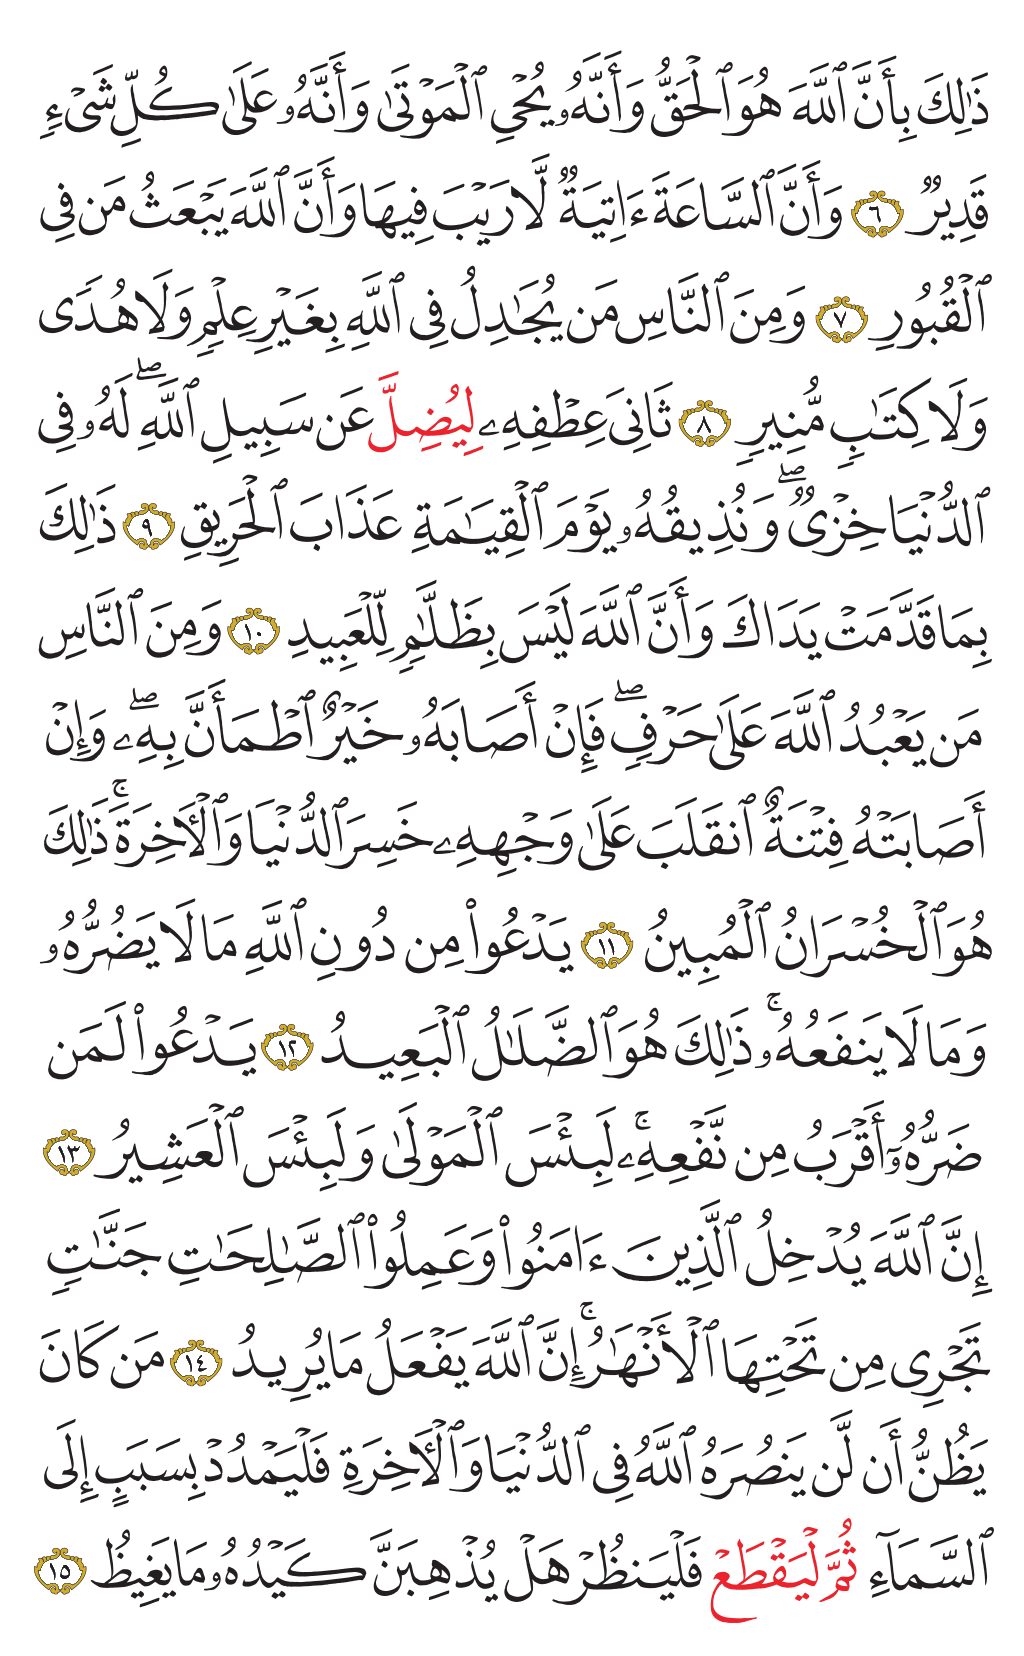 ذَٰلِكَ بِأَنَّ ٱللَّهَ هُوَ ٱلْحَقُّ وَأَنَّهُۥ يُحْيِ ٱلْمَوْتَىٰ وَأَنَّهُۥ عَلَىٰ كُلِّ شَىْءٍ
قَدِيرٌ ٦ وَأَنَّ ٱلسَّاعَةَ ءَاتِيَةٌ لَّا رَيْبَ فِيهَا وَأَنَّ ٱللَّهَ يَبْعَثُ مَن فِى
ٱلْقُبُورِ ٧ وَمِنَ ٱلنَّاسِ مَن يُجَٰدِلُ فِى ٱللَّهِ بِغَيْرِ عِلْمٍ وَلَا هُدًى
وَلَا كِتَٰبٍ مُّنِيرٍ ٨ ثَانِىَ عِطْفِهِۦ لِيُضِلَّ عَن سَبِيلِ ٱللَّهِ ۖ لَهُۥ فِى
ٱلدُّنْيَا خِزْىٌ ۖ وَنُذِيقُهُۥ يَوْمَ ٱلْقِيَٰمَةِ عَذَابَ ٱلْحَرِيقِ ٩ ذَٰلِكَ
بِمَا قَدَّمَتْ يَدَاكَ وَأَنَّ ٱللَّهَ لَيْسَ بِظَلَّٰمٍ لِّلْعَبِيدِ ١٠ وَمِنَ ٱلنَّاسِ
مَن يَعْبُدُ ٱللَّهَ عَلَىٰ حَرْفٍ ۖ فَإِنْ أَصَابَهُۥ خَيْرٌ ٱطْمَأَنَّ بِهِۦ ۖ وَإِنْ
أَصَابَتْهُ فِتْنَةٌ ٱنقَلَبَ عَلَىٰ وَجْهِهِۦ خَسِرَ ٱلدُّنْيَا وَٱلْءَاخِرَةَ ۚ ذَٰلِكَ
هُوَ ٱلْخُسْرَانُ ٱلْمُبِينُ ١١ يَدْعُوا۟ مِن دُونِ ٱللَّهِ مَا لَا يَضُرُّهُۥ
وَمَا لَا يَنفَعُهُۥ ۚ ذَٰلِكَ هُوَ ٱلضَّلَٰلُ ٱلْبَعِيدُ ١٢ يَدْعُوا۟ لَمَن
ضَرُّهُۥٓ أَقْرَبُ مِن نَّفْعِهِۦ ۚ لَبِئْسَ ٱلْمَوْلَىٰ وَلَبِئْسَ ٱلْعَشِيرُ ١٣
إِنَّ ٱللَّهَ يُدْخِلُ ٱلَّذِينَ ءَامَنُوا۟ وَعَمِلُوا۟ ٱلصَّٰلِحَٰتِ جَنَّٰتٍ
تَجْرِى مِن تَحْتِهَا ٱلْأَنْهَٰرُ ۚ إِنَّ ٱللَّهَ يَفْعَلُ مَا يُرِيدُ ١٤ مَن كَانَ
يَظُنُّ أَن لَّن يَنصُرَهُ ٱللَّهُ فِى ٱلدُّنْيَا وَٱلْءَاخِرَةِ فَلْيَمْدُدْ بِسَبَبٍ إِلَى
ٱلسَّمَآءِ ثُمَّ لْيَقْطَعْ فَلْيَنظُرْ هَلْ يُذْهِبَنَّ كَيْدُهُۥ مَا يَغِيظُ ١٥